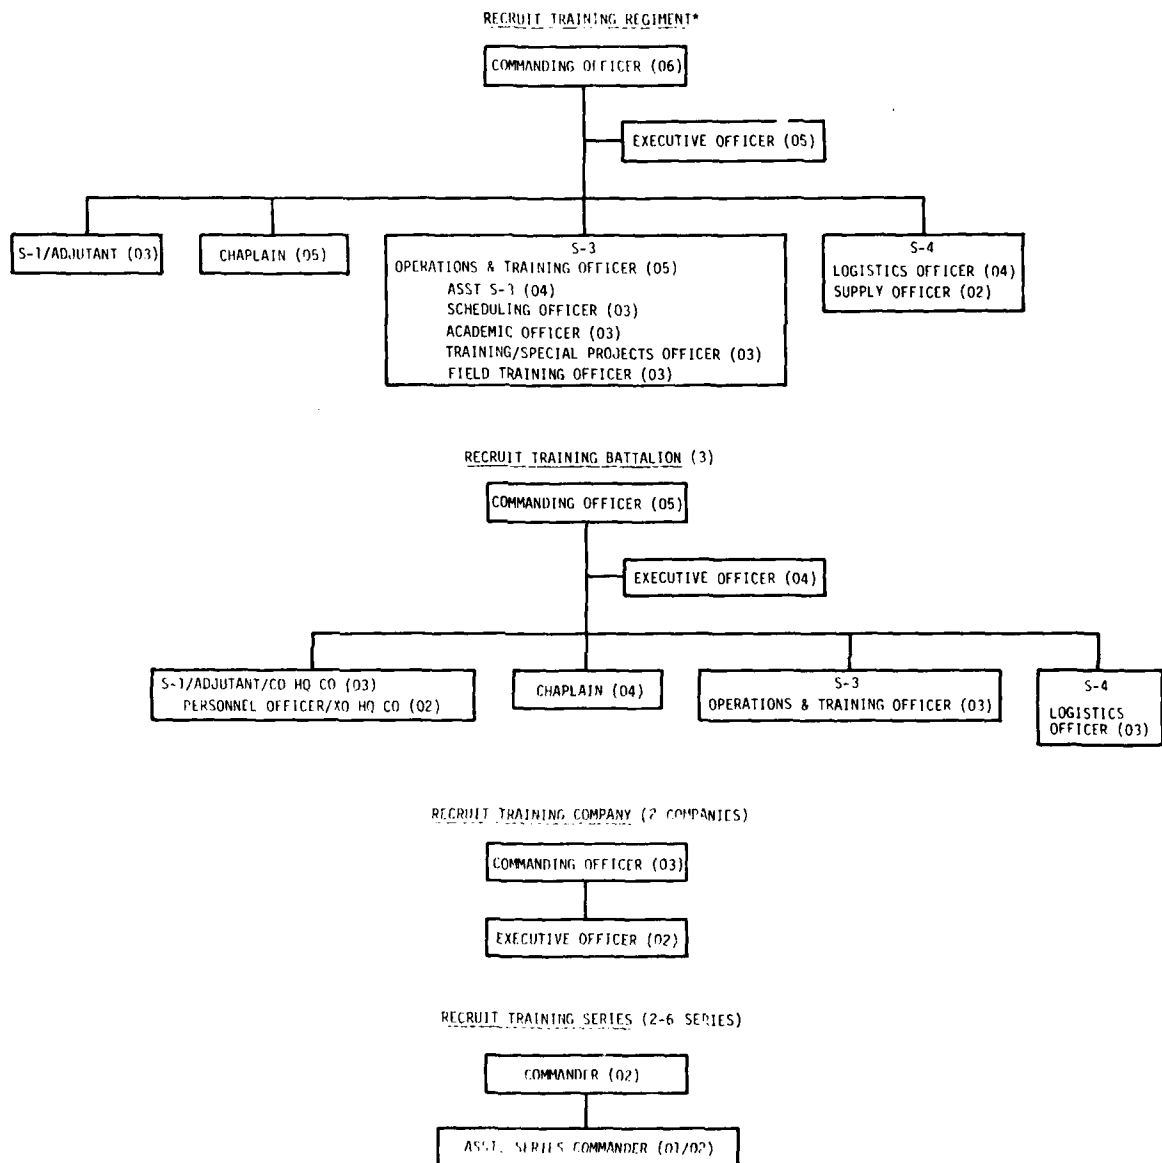 RECRUIT TRAINING REGIMENT*
COMMANDING OFFICER (06)
EXECUTIVE OFFICER (05)
S-1/ADJUTANT (03)
CHAPLAIN (05)
S-3
OPERATIONS & TRAINING OFFICER (05)
ASST S-3 (04)
SCHEDULING OFFICER (03)
ACADEMIC OFFICER (03)
TRAINING/SPECIAL PROJECTS OFFICER (03)
FIELD TRAINING OFFICER (03)
S-4
LOGISTICS OFFICER (04)
SUPPLY OFFICER (02)
RECRUIT TRAINING BATTALION (3)
COMMANDING OFFICER (05)
EXECUTIVE OFFICER (04)
S-1/ADJUTANT/CO HQ CO (03)
PERSONNEL OFFICER/XO HQ CO (02)
CHAPLAIN (04)
S-3
OPERATIONS & TRAINING OFFICER (03)
S-4
LOGISTICS
OFFICER (03)
RECRUIT TRAINING COMPANY (2 COMPANIES)
COMMANDING OFFICER (03)
EXECUTIVE OFFICER (02)
RECRUIT TRAINING SERIES (2-6 SERIES)
COMMANDER (02)
ASST. SERIES COMMANDER (01/02)